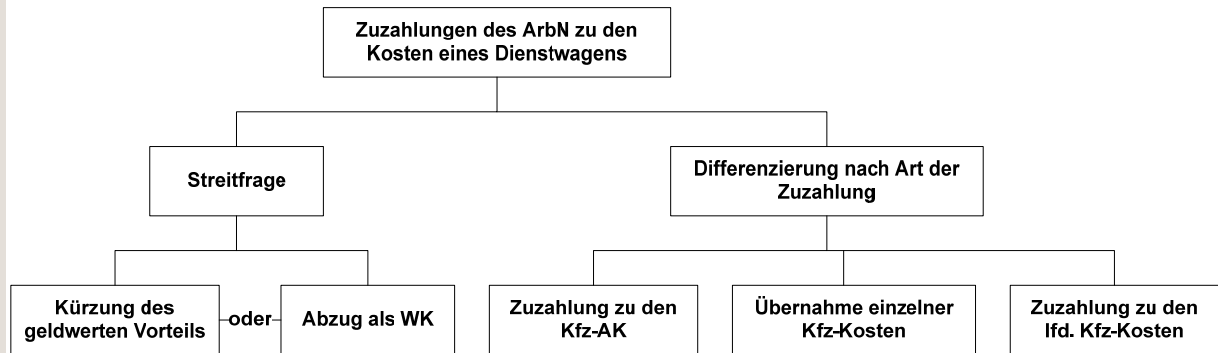 Zuzahlungen des ArbN zu den
Kosten eines Dienstwagens
Streitfrage
Differenzierung nach Art der
Zuzahlung
Kürzung des
geldwerten Vorteils
oder
Abzug als WK
Zuzahlung zu den
Kfz-AK
Übernahme einzelner
Kfz-Kosten
Zuzahlung zu den
lfd. Kfz-Kosten